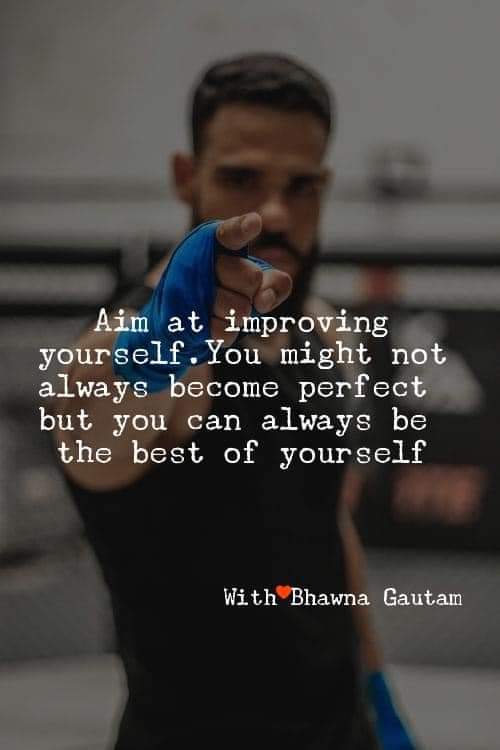 Aim at improving
yourself.You might not
always become perfect
but you can always be
the best of yourself
With❤Bhawna Gautam